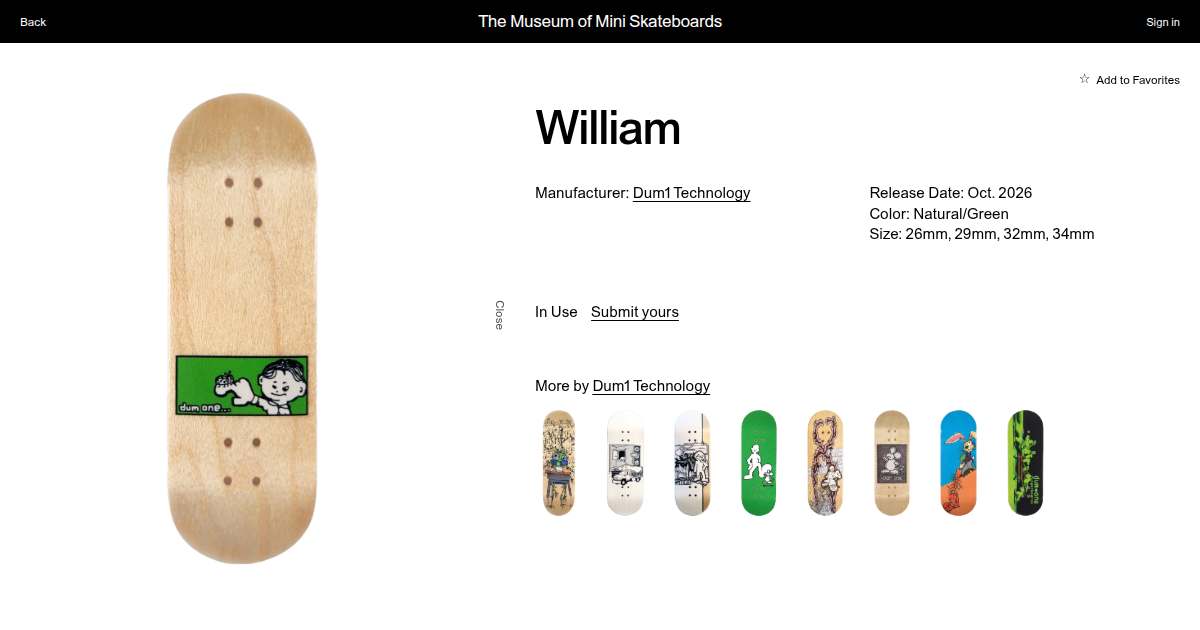 Back
The Museum of Mini Skateboards
Sign in
☆ Add to Favorites
William
Manufacturer: Dum1 Technology
Release Date: Oct. 2026
Color: Natural/Green
Size: 26mm, 29mm, 32mm, 34mm
Close
In Use Submit yours
dum one...
More by Dum1 Technology